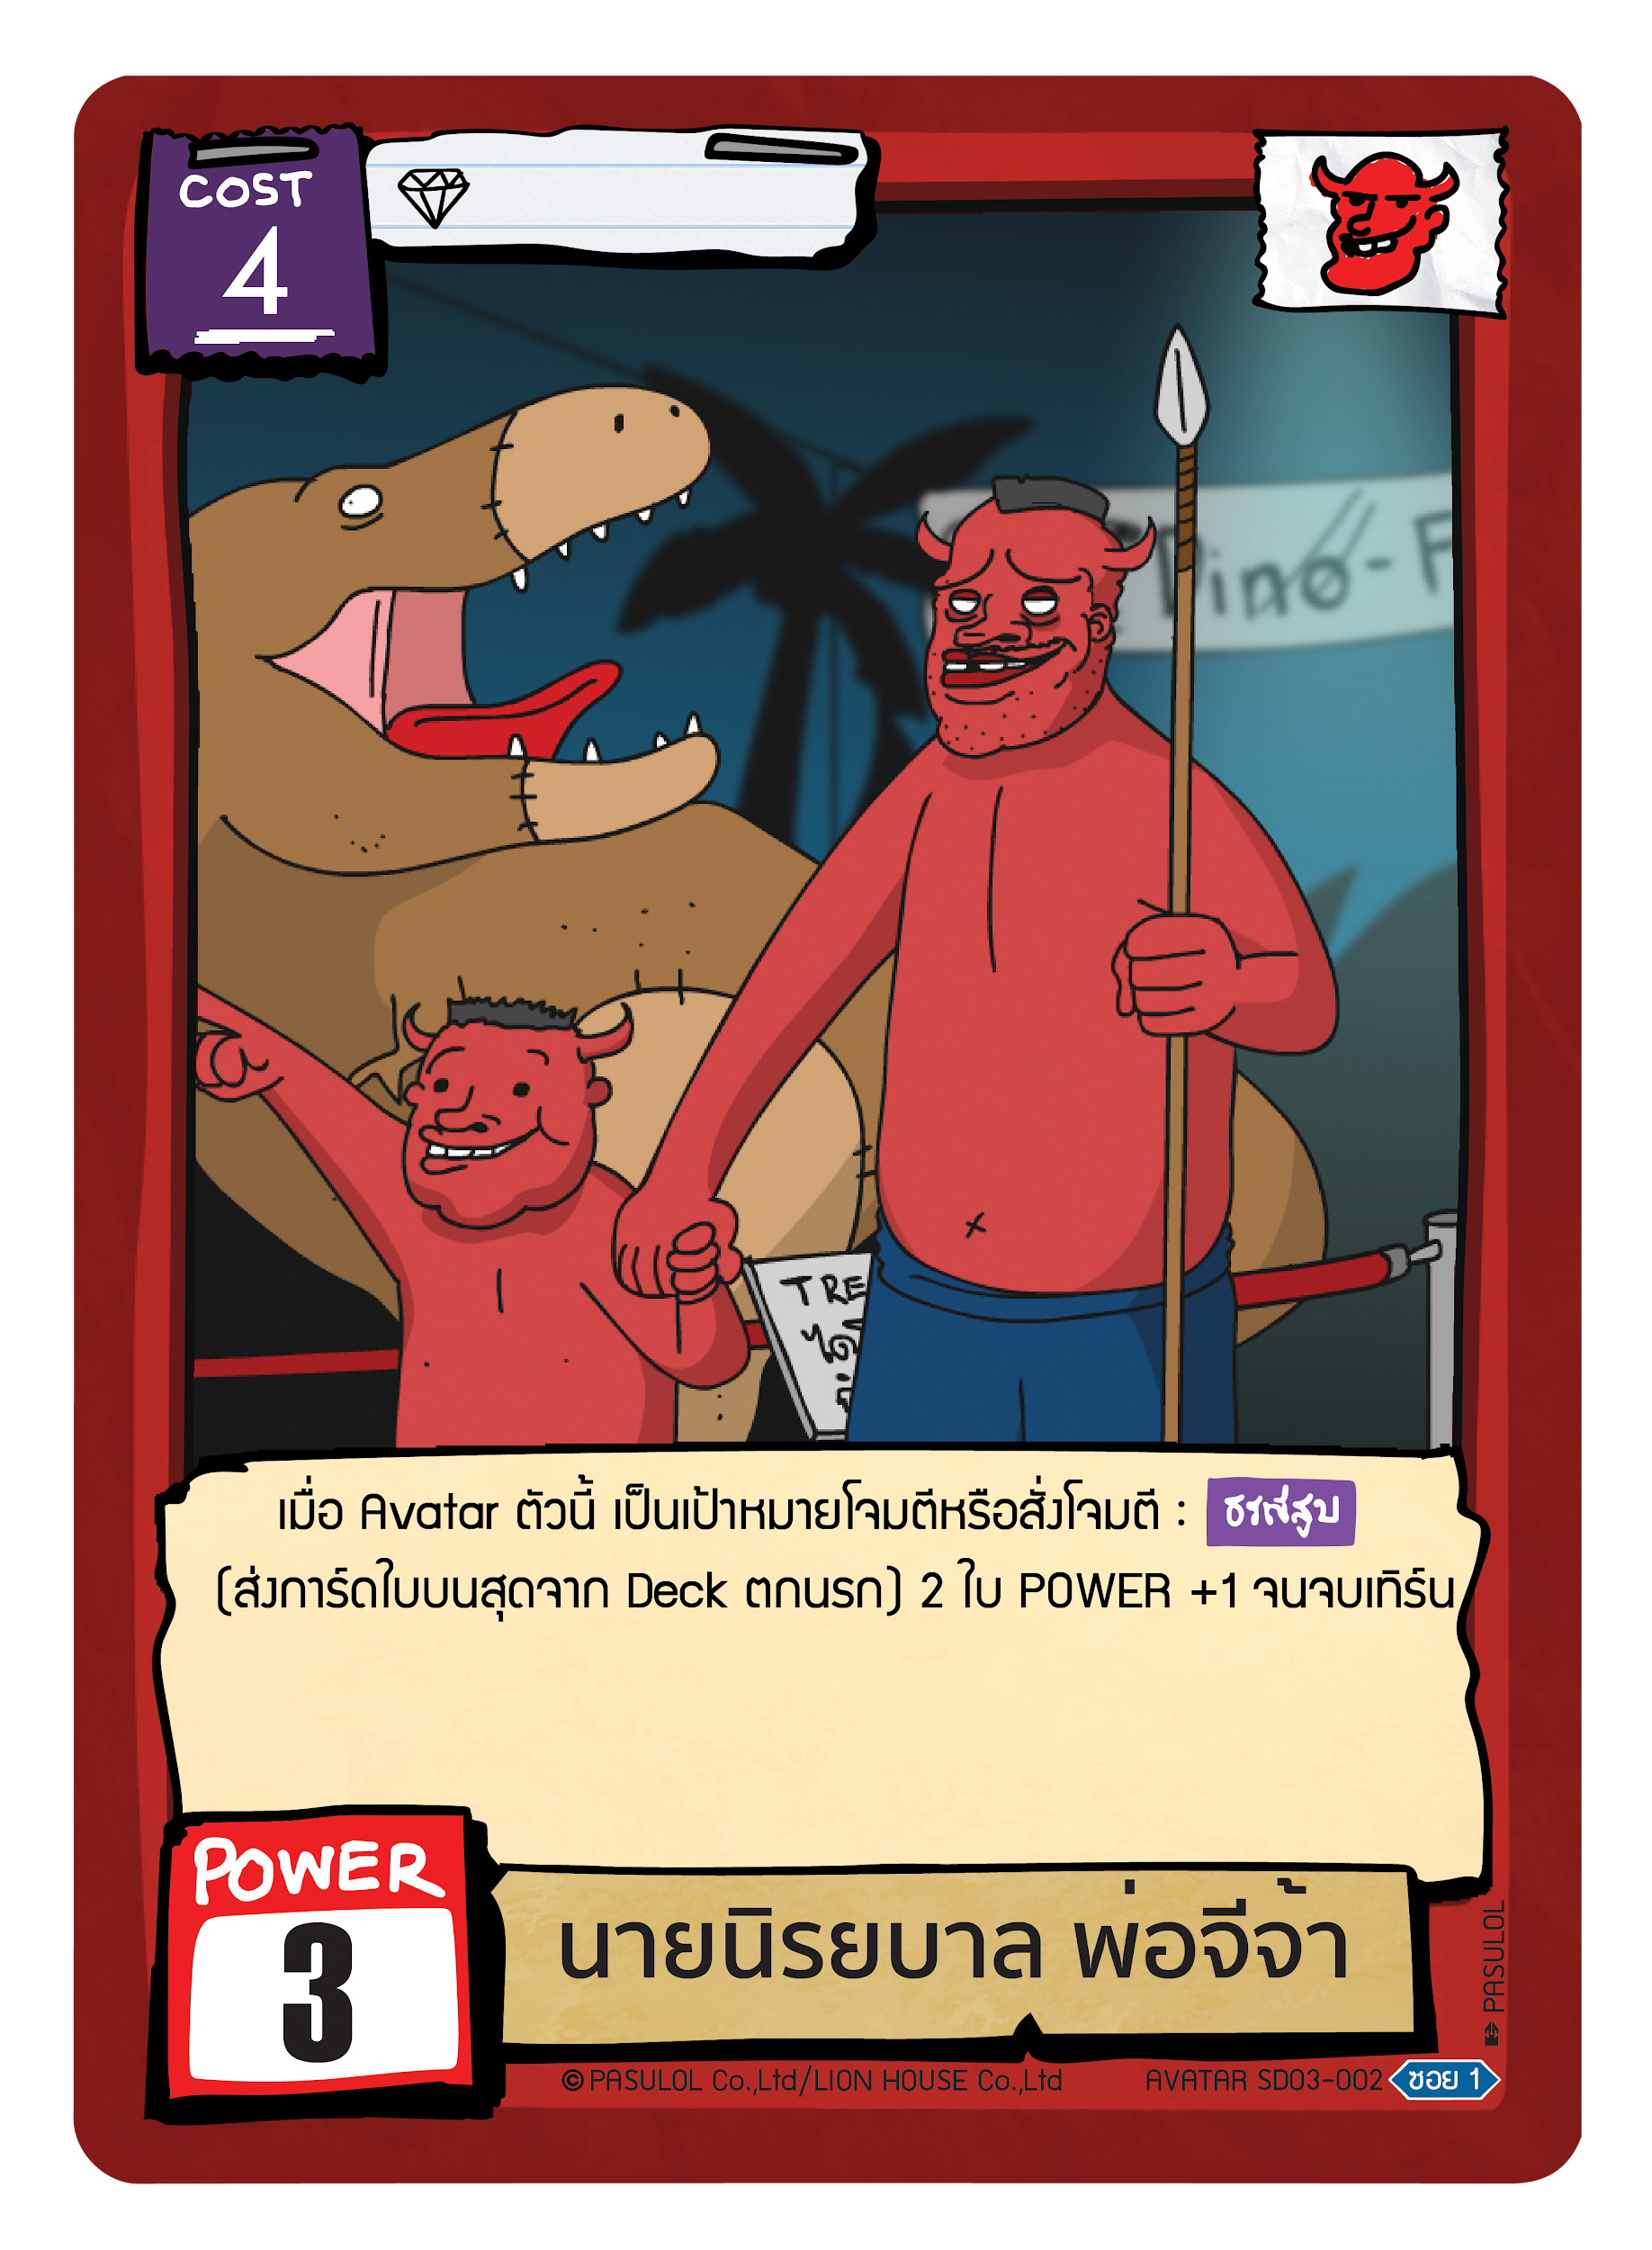 COST
4
Dino-F
TRE
เมื่อ Avatar ตัวนี้ เป็นเป้าหมายโจมตีหรือสั่งโจมตี : ธรณีสูบ
(ส่งการ์ดใบบนสุดจาก Deck ตกนรก) 2 ใบ POWER +1 จนจบเทิร์น
POWER
3
นายนิรยบาล พ่อจีจ้า
PASULOL
© PASULOL Co.,Ltd/LION HOUSE Co.,Ltd
AVATAR SD03-002 ซอย 1